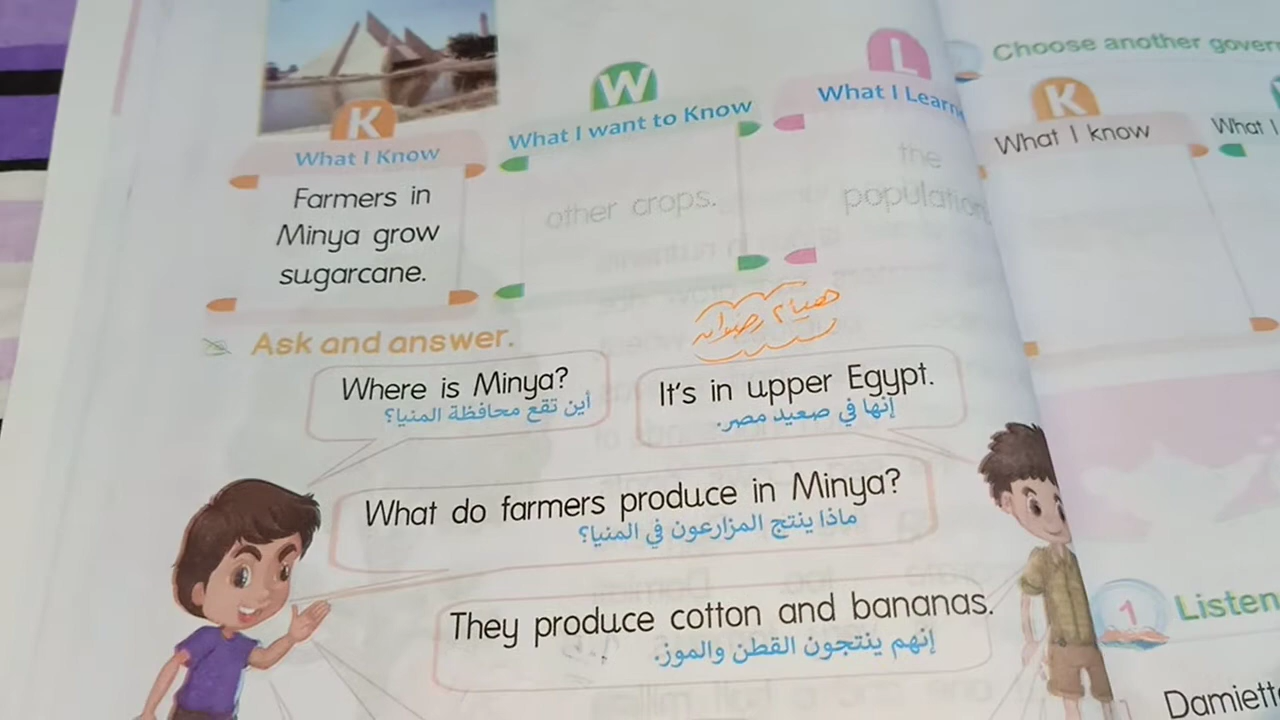 K
What I Know
Farmers in
Minya grow
sugarcane.
W
What I want to Know
other crops.
L
What I Learn
the
population
Ask and answer.
Where is Minya?
أين تقع محافظة المنيا؟
It's in upper Egypt.
إنها في صعيد مصر.
What do farmers produce in Minya?
ماذا ينتج المزارعون في المنيا؟
They produce cotton and bananas.
إنهم ينتجون القطن والموز.
Choose another gover
K
What I know
What I
1
Listen
Damiett